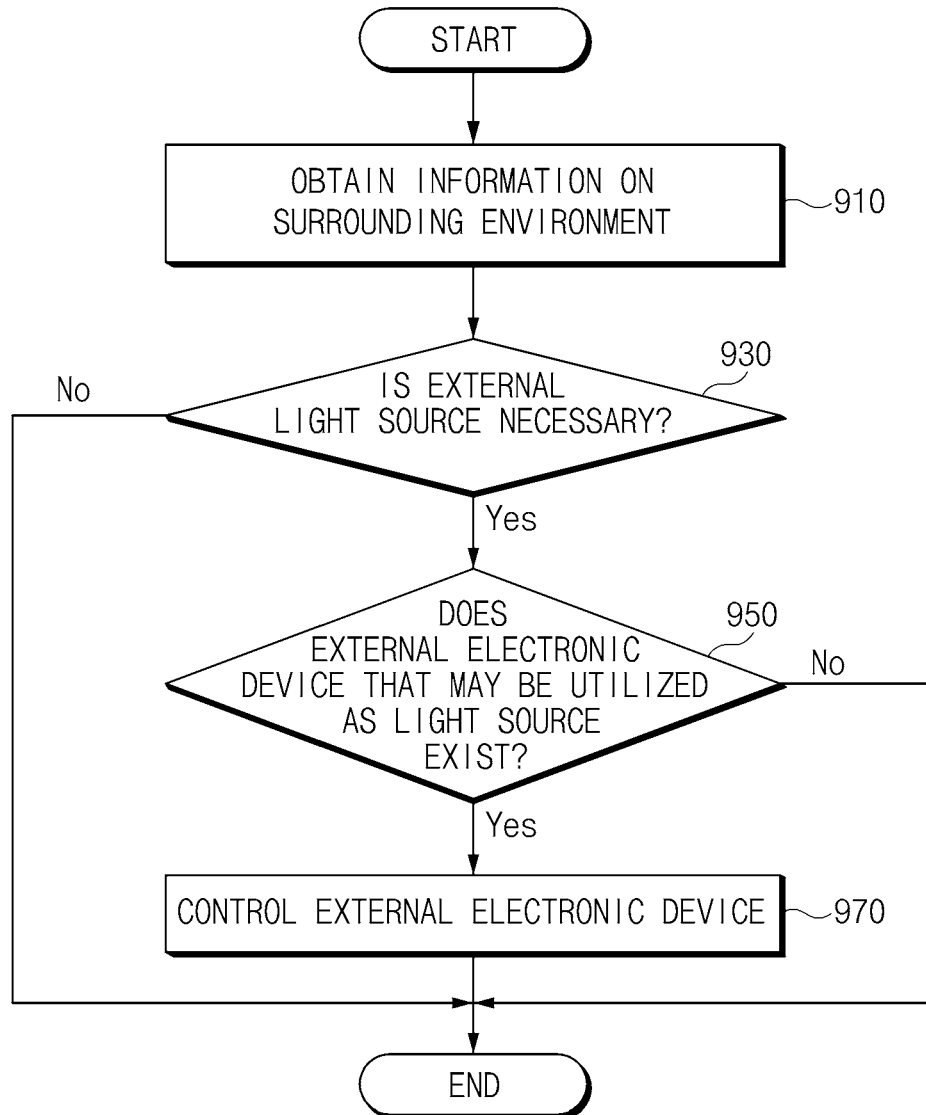 START
OBTAIN INFORMATION ON
SURROUNDING ENVIRONMENT
910
930
No
IS EXTERNAL
LIGHT SOURCE NECESSARY?
Yes
950
DOES
EXTERNAL ELECTRONIC
DEVICE THAT MAY BE UTILIZED
AS LIGHT SOURCE
EXIST?
No
Yes
CONTROL EXTERNAL ELECTRONIC DEVICE
970
END